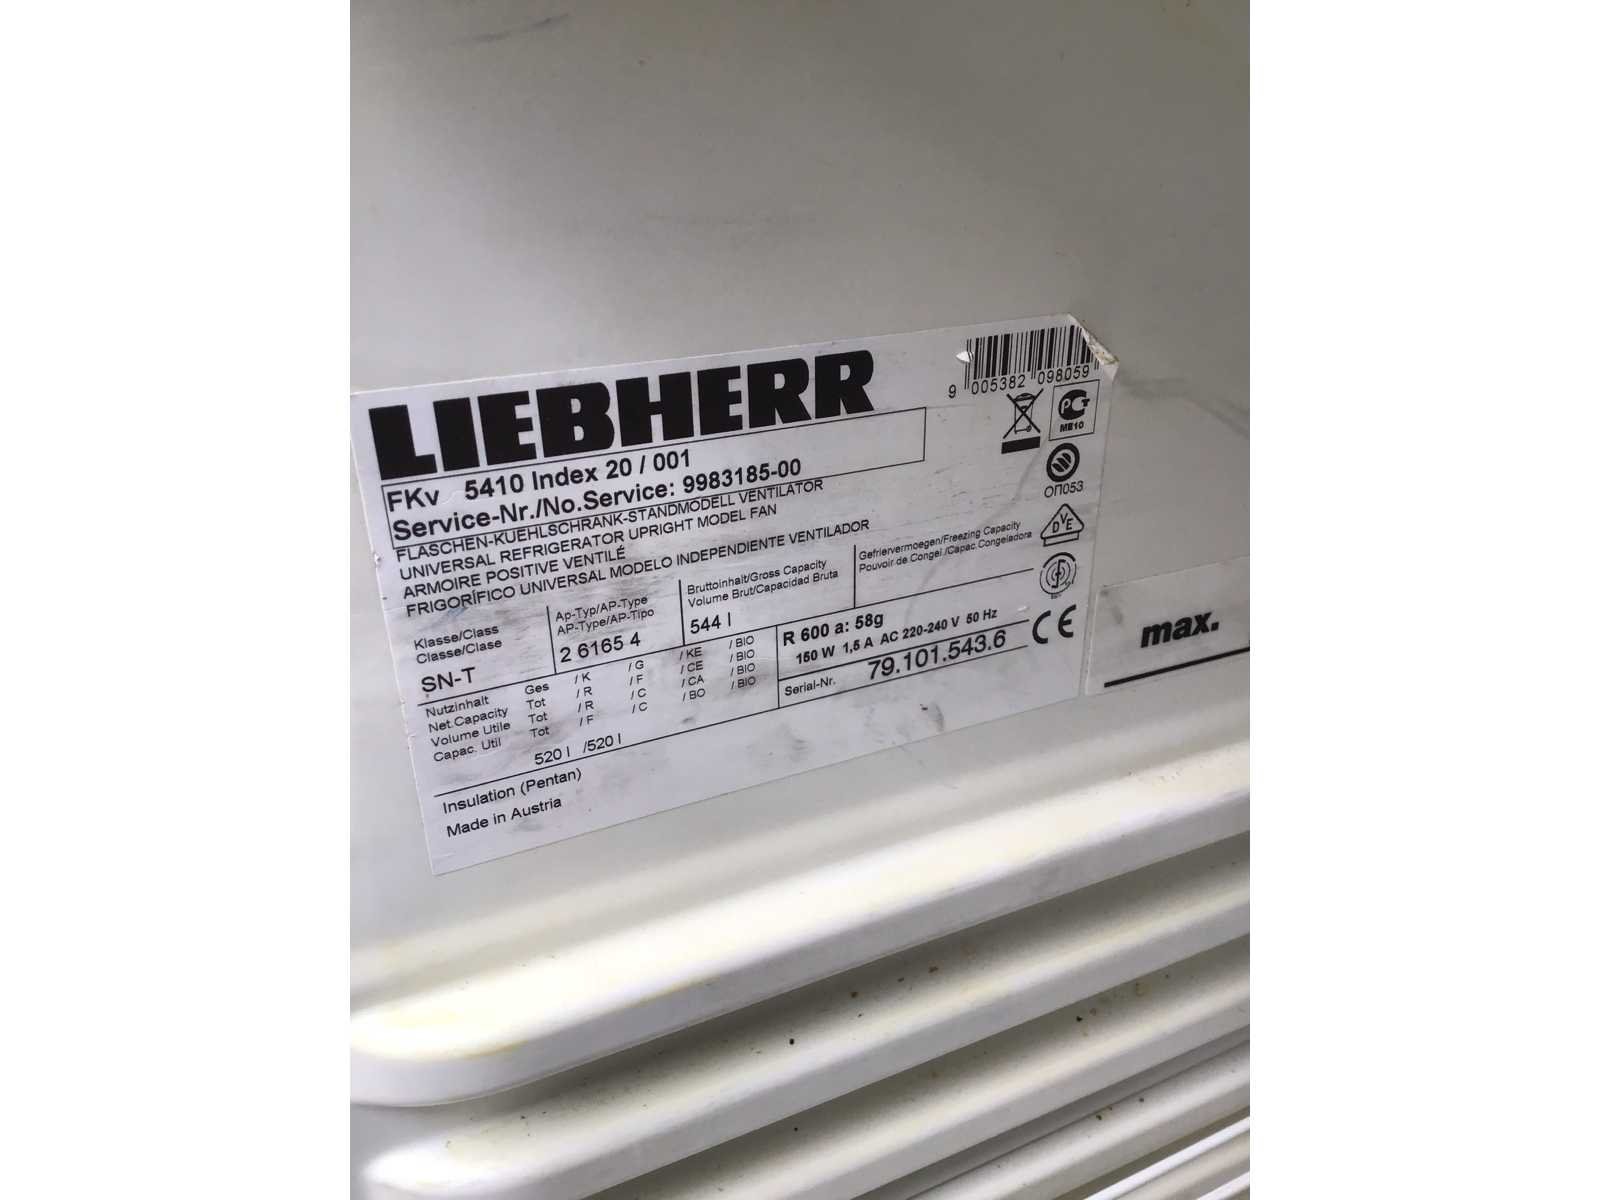 LIEBHERR
9 005382 098059
FKv 5410 Index 20 / 001
Service-Nr./No.Service: 9983185-00
ME10
ОП053
FLASCHEN-KUEHLSCHRANK-STANDMODELL VENTILATOR
UNIVERSAL REFRIGERATOR UPRIGHT MODEL FAN
ARMOIRE POSITIVE VENTILÉ
FRIGORÍFICO UNIVERSAL MODELO INDEPENDIENTE VENTILADOR
DVE
Klasse/Class
Classe/Clase
SN-T
Ap-Typ/AP-Type
AP-Type/AP-Tipo
2 6165 4
Bruttoinhalt/Gross Capacity
Volume Brut/Capacidad Bruta
544 l
Gefriervermoegen/Freezing Capacity
Pouvoir de Congel./Capac.Congeladora
Nutzinhalt Ges /K /G /KE /BIO
Net.Capacity Tot /R /F /CE /BIO
Volume Utile Tot /R /C /CA /BIO
Capac. Util Tot /F /C /BO /BIO
520 l /520 l
R 600 a: 58g
150 W 1,5 A AC 220-240 V 50 Hz
Serial-Nr. 79.101.543.6
CE
Insulation (Pentan)
Made in Austria
max.